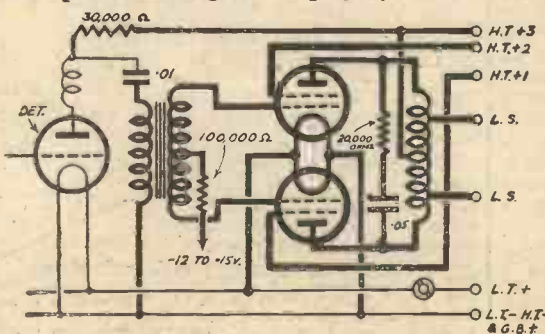 30,000 Ω
H.T+3
H.T.+2
H.T+1
.01
DET.
100,000 Ω
20,000
OHMS
L.S.
L.S.
.05
-12 TO -15V.
L.T.+
L.T.- H.T.-
& G.B.+